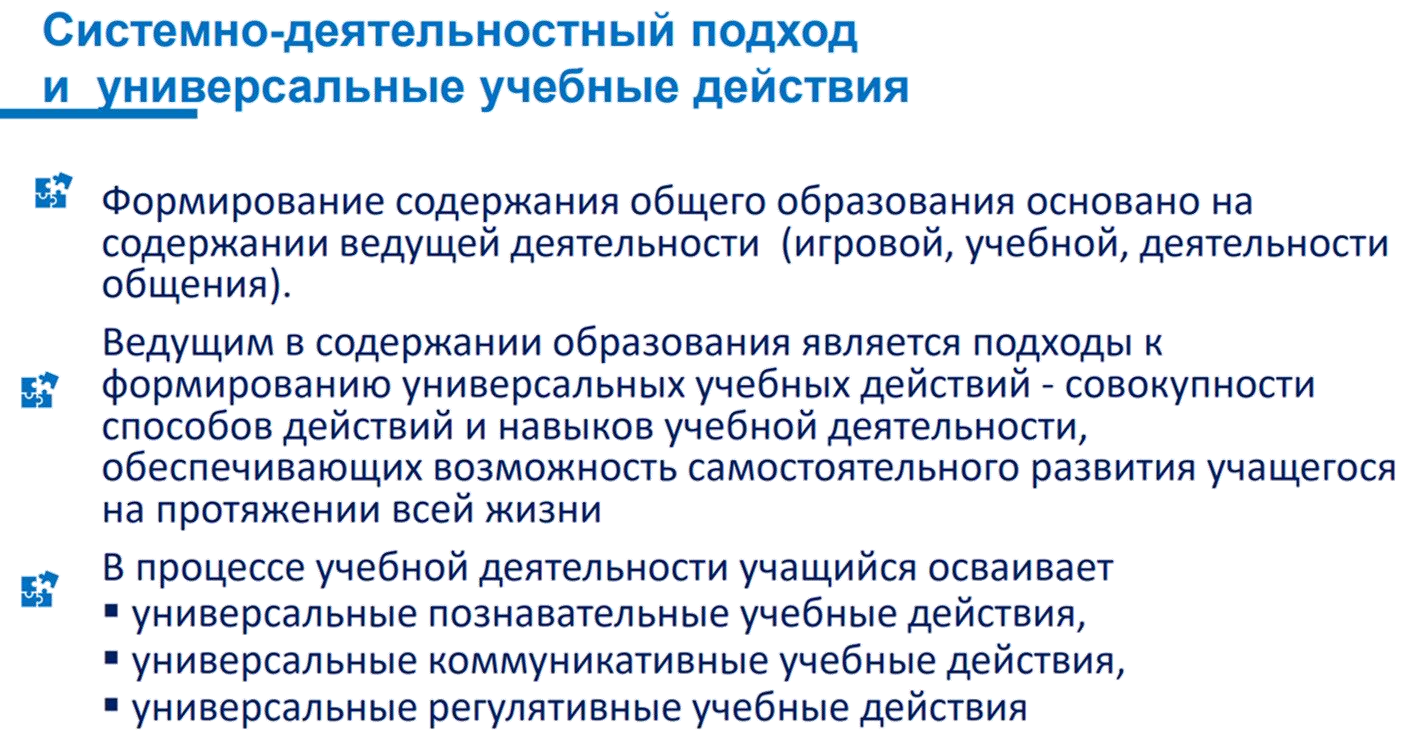 Системно-деятельностный подход
и  универсальные учебные действия
Формирование содержания общего образования основано на
содержании ведущей деятельности  (игровой, учебной, деятельности
общения).
Ведущим в содержании образования является подходы к
формированию универсальных учебных действий - совокупности
способов действий и навыков учебной деятельности,
обеспечивающих возможность самостоятельного развития учащегося
на протяжении всей жизни
В процессе учебной деятельности учащийся осваивает
▪ универсальные познавательные учебные действия,
▪ универсальные коммуникативные учебные действия,
▪ универсальные регулятивные учебные действия